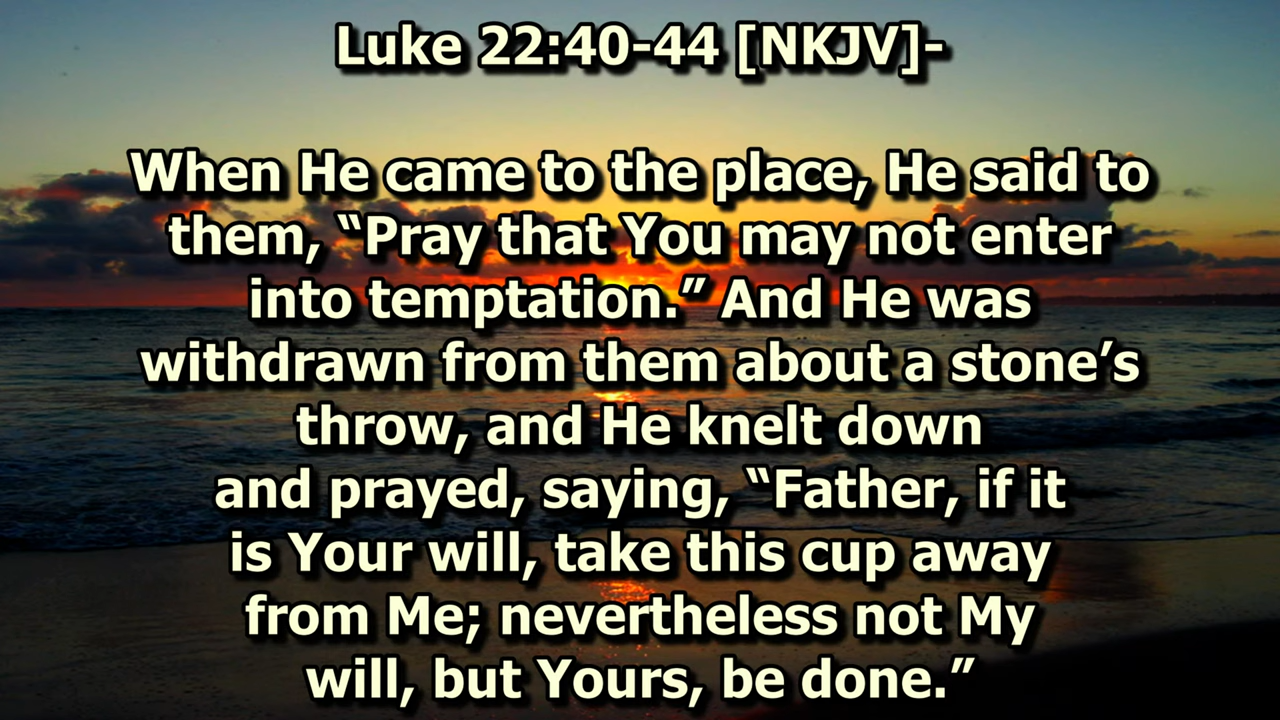 Luke 22:40-44 [NKJV]-
When He came to the place, He said to
them, “Pray that You may not enter
into temptation.” And He was
withdrawn from them about a stone’s
throw, and He knelt down
and prayed, saying, “Father, if it
is Your will, take this cup away
from Me; nevertheless not My
will, but Yours, be done.”